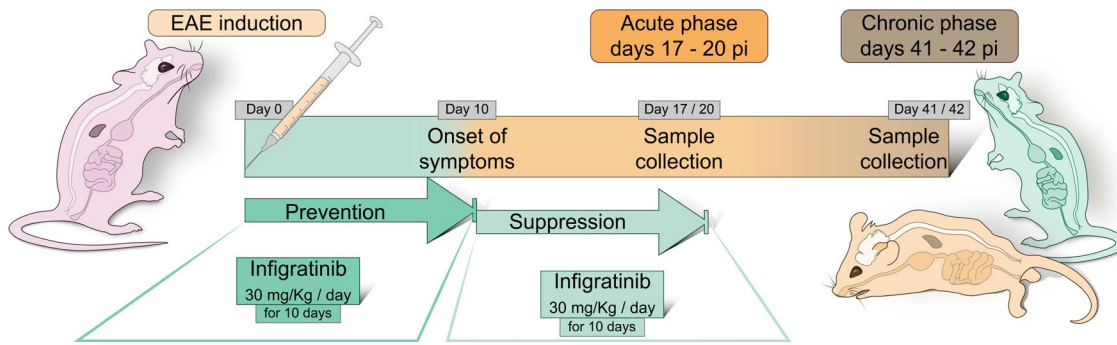 EAE induction
Acute phase
days 17 - 20 pi
Chronic phase
days 41 - 42 pi
Day 0
Day 10
Day 17 / 20
Day 41 / 42
Onset of
symptoms
Sample
collection
Sample
collection
Prevention
Suppression
Infigratinib
30 mg/Kg / day
for 10 days
Infigratinib
30 mg/Kg / day
for 10 days